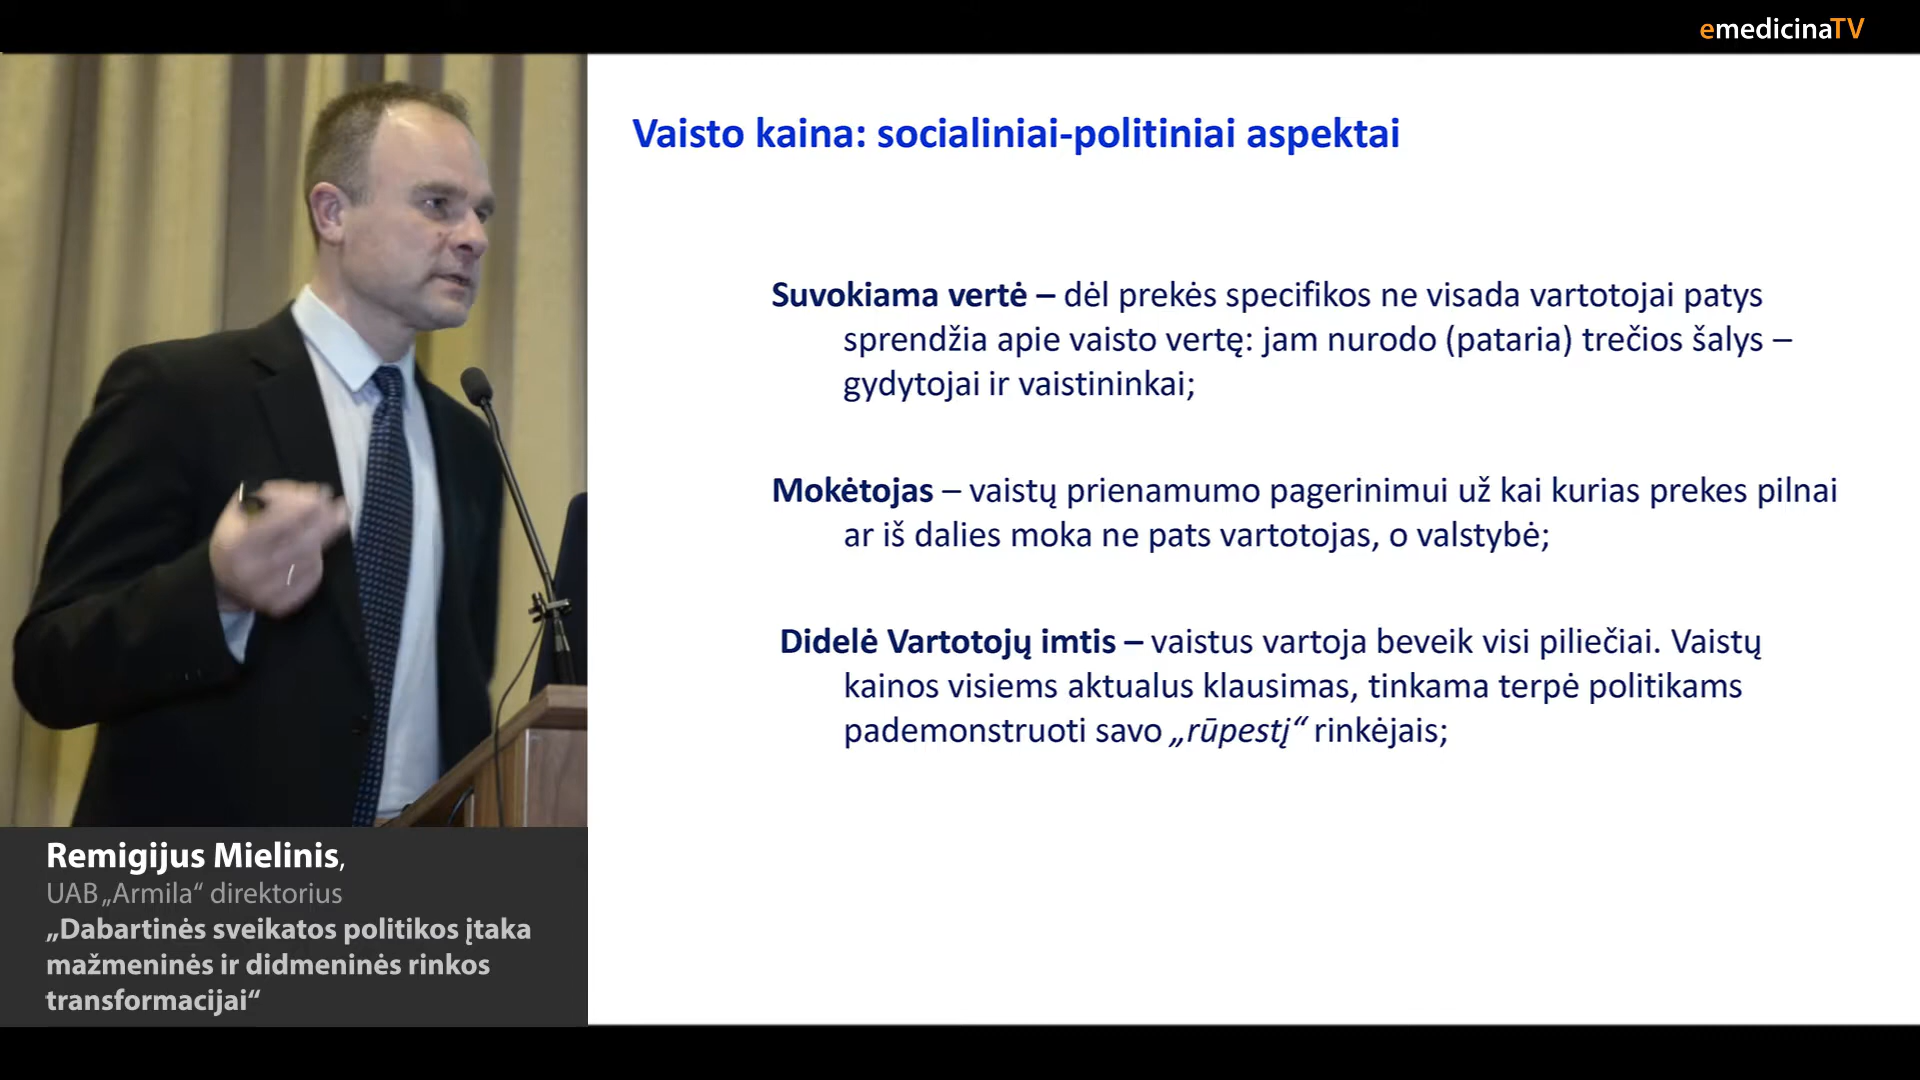 emedicinaTV
Vaisto kaina: socialiniai-politiniai aspektai
Suvokiama vertė – dėl prekės specifikos ne visada vartotojai patys
sprendžia apie vaisto vertę: jam nurodo (pataria) trečios šalys –
gydytojai ir vaistininkai;
Mokėtojas – vaistų prienamumo pagerinimui už kai kurias prekes pilnai
ar iš dalies moka ne pats vartotojas, o valstybė;
Didelė Vartotojų imtis – vaistus vartoja beveik visi piliečiai. Vaistų
kainos visiems aktualus klausimas, tinkama terpė politikams
pademonstruoti savo „rūpestį“ rinkėjais;
Remigijus Mielinis,
UAB „Armila“ direktorius
„Dabartinės sveikatos politikos įtaka
mažmeninės ir didmeninės rinkos
transformacijai“